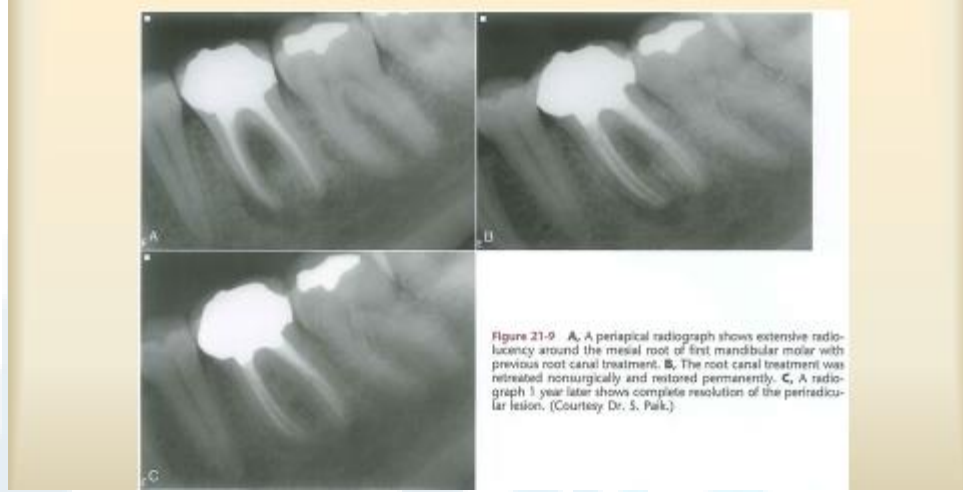 A
B
C
Figure 21-9 A, A periapical radiograph shows extensive radio-
lucency around the mesial root of first mandibular molar with
previous root canal treatment. B, The root canal treatment was
retreated nonsurgically and restored permanently. C, A radio-
graph 1 year later shows complete resolution of the periradicu-
lar lesion. (Courtesy Dr. S. Paik.)